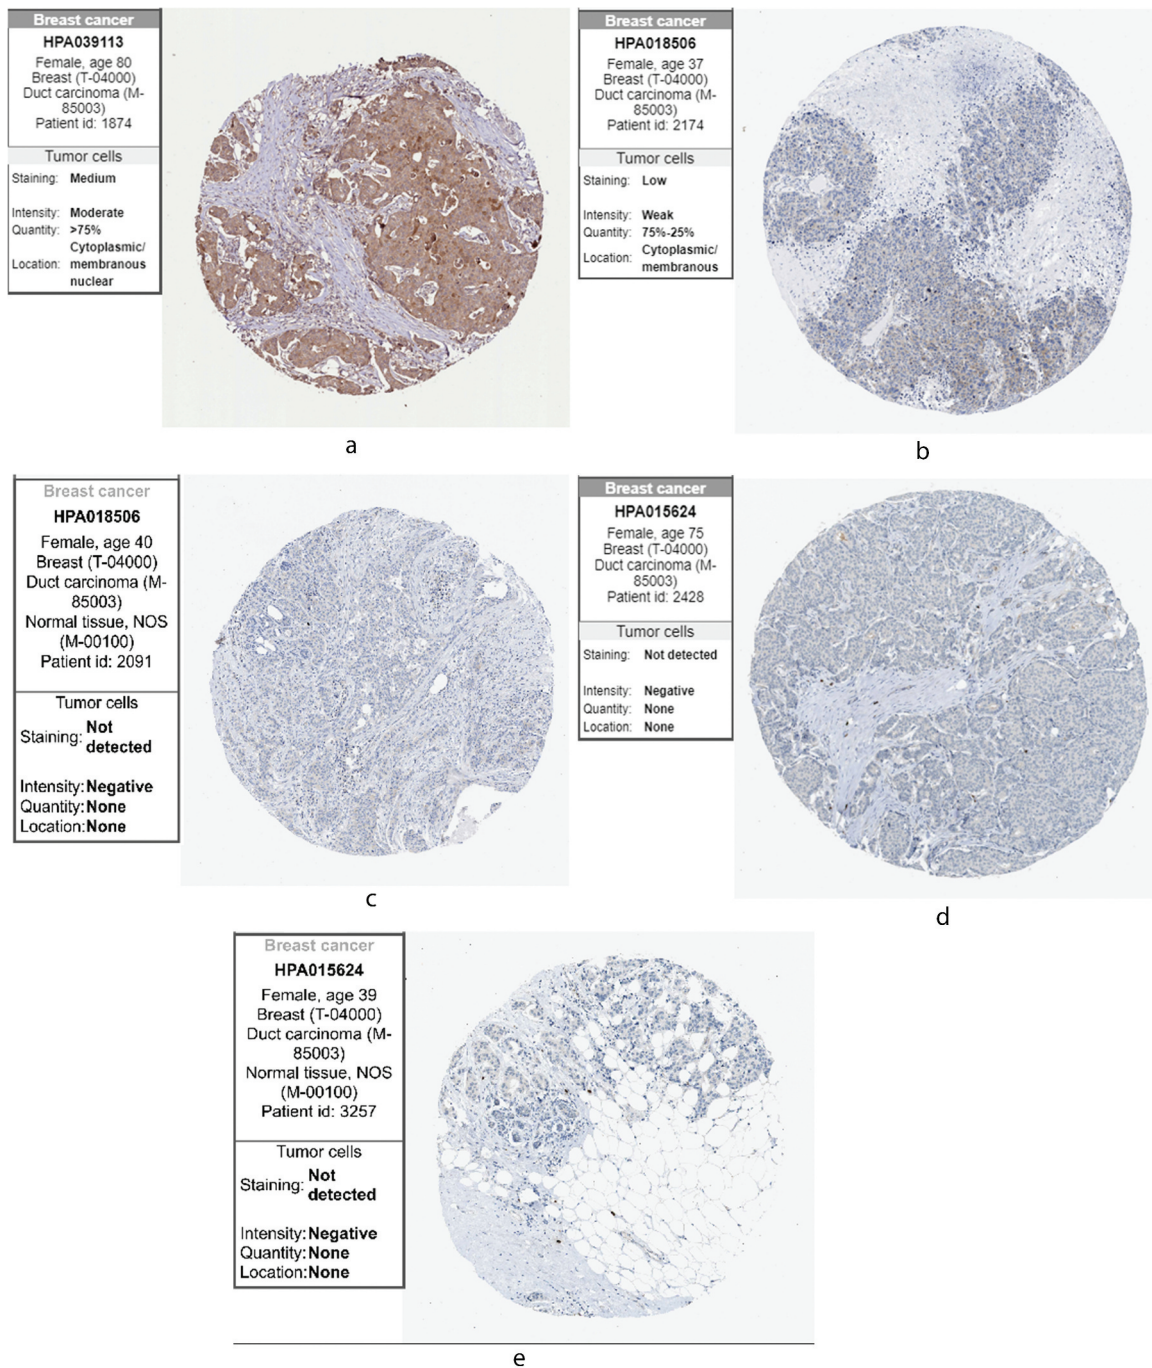 Breast cancer
HPA039113
Female, age 80
Breast (T-04000)
Duct carcinoma (M-
85003)
Patient id: 1874
Tumor cells
Staining: Medium
Intensity: Moderate
Quantity: >75%
Cytoplasmic/
Location: membranous
nuclear
a
Breast cancer
HPA018506
Female, age 37
Breast (T-04000)
Duct carcinoma (M-
85003)
Patient id: 2174
Tumor cells
Staining: Low
Intensity: Weak
Quantity: 75%-25%
Location: Cytoplasmic/
membranous
b
Breast cancer
HPA018506
Female, age 40
Breast (T-04000)
Duct carcinoma (M-
85003)
Normal tissue, NOS
(M-00100)
Patient id: 2091
Tumor cells
Staining: Not
detected
Intensity: Negative
Quantity: None
Location: None
c
Breast cancer
HPA015624
Female, age 75
Breast (T-04000)
Duct carcinoma (M-
85003)
Patient id: 2428
Tumor cells
Staining: Not detected
Intensity: Negative
Quantity: None
Location: None
d
Breast cancer
HPA015624
Female, age 39
Breast (T-04000)
Duct carcinoma (M-
85003)
Normal tissue, NOS
(M-00100)
Patient id: 3257
Tumor cells
Staining: Not
detected
Intensity: Negative
Quantity: None
Location: None
e